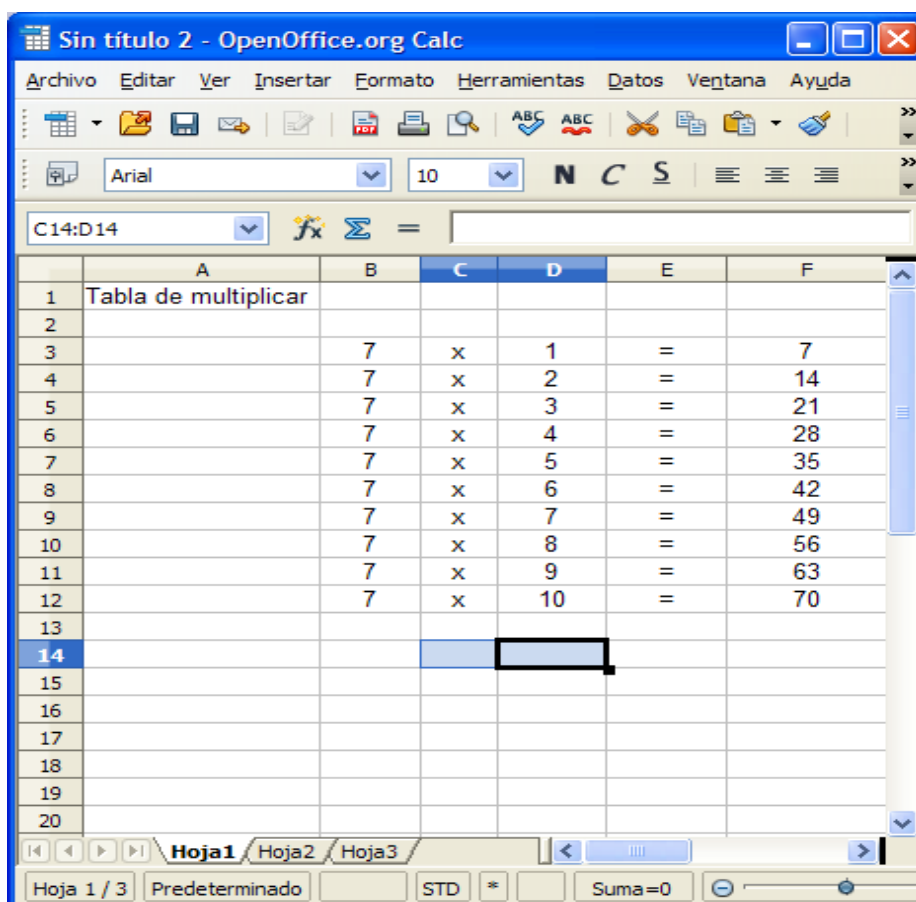 Sin título 2 - OpenOffice.org Calc
Archivo Editar Ver Insertar Formato Herramientas Datos Ventana Ayuda
PDF ABC ABC »
Arial 10 N C S »
C14:D14 fx Σ =
A B C D E F
1 Tabla de multiplicar
2
3 7 x 1 = 7
4 7 x 2 = 14
5 7 x 3 = 21
6 7 x 4 = 28
7 7 x 5 = 35
8 7 x 6 = 42
9 7 x 7 = 49
10 7 x 8 = 56
11 7 x 9 = 63
12 7 x 10 = 70
13
14
15
16
17
18
19
20
Hoja1 Hoja2 Hoja3
Hoja 1 / 3 Predeterminado STD * Suma=0